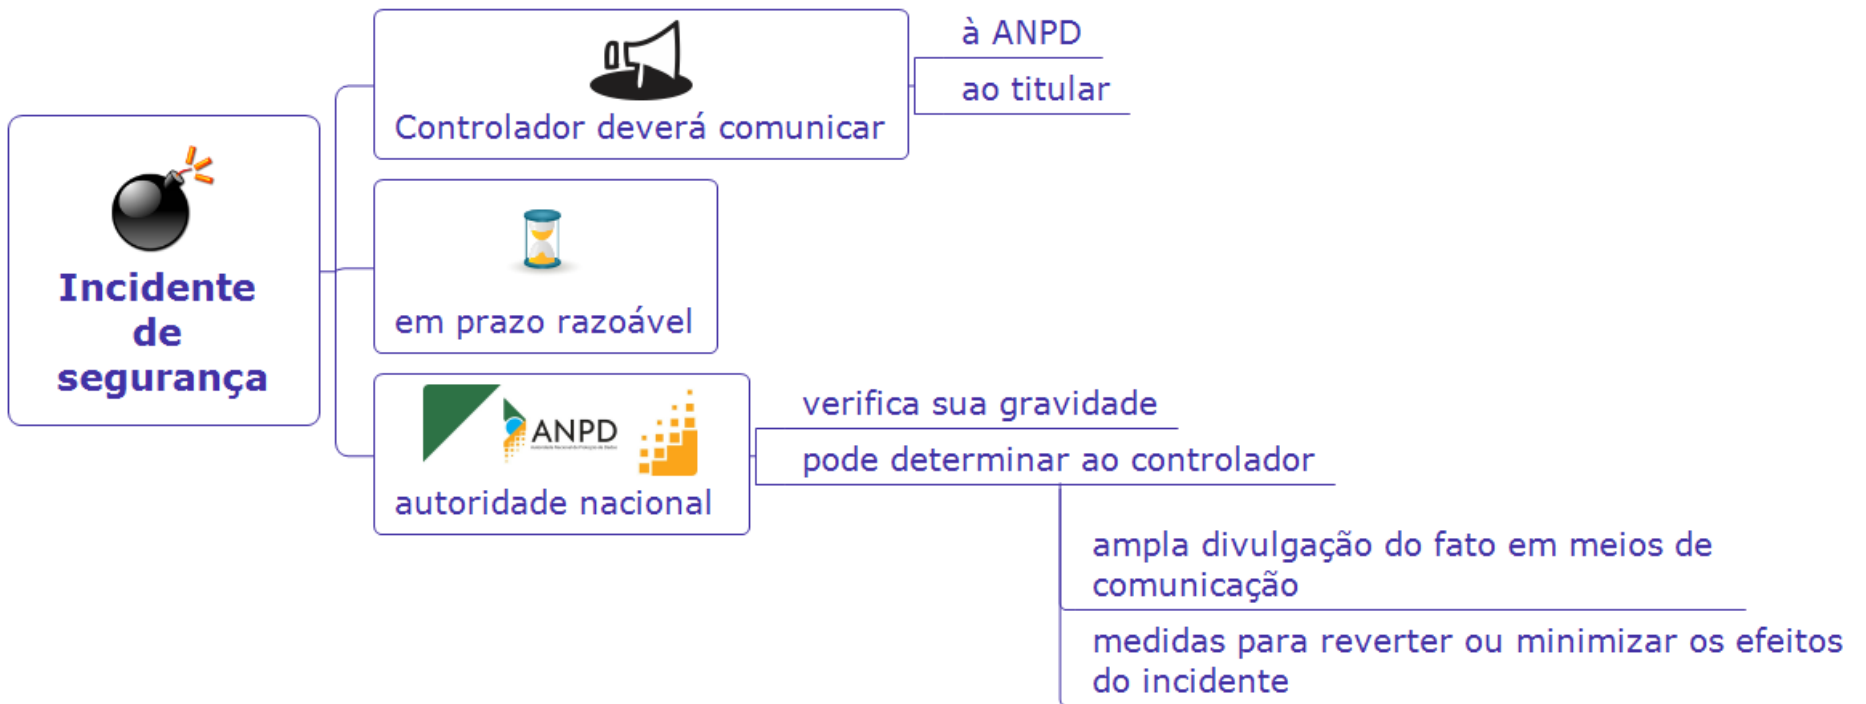 à ANPD
ao titular
Controlador deverá comunicar
Incidente
de
segurança
em prazo razoável
ANPD
autoridade nacional
verifica sua gravidade
pode determinar ao controlador
ampla divulgação do fato em meios de
comunicação
medidas para reverter ou minimizar os efeitos
do incidente